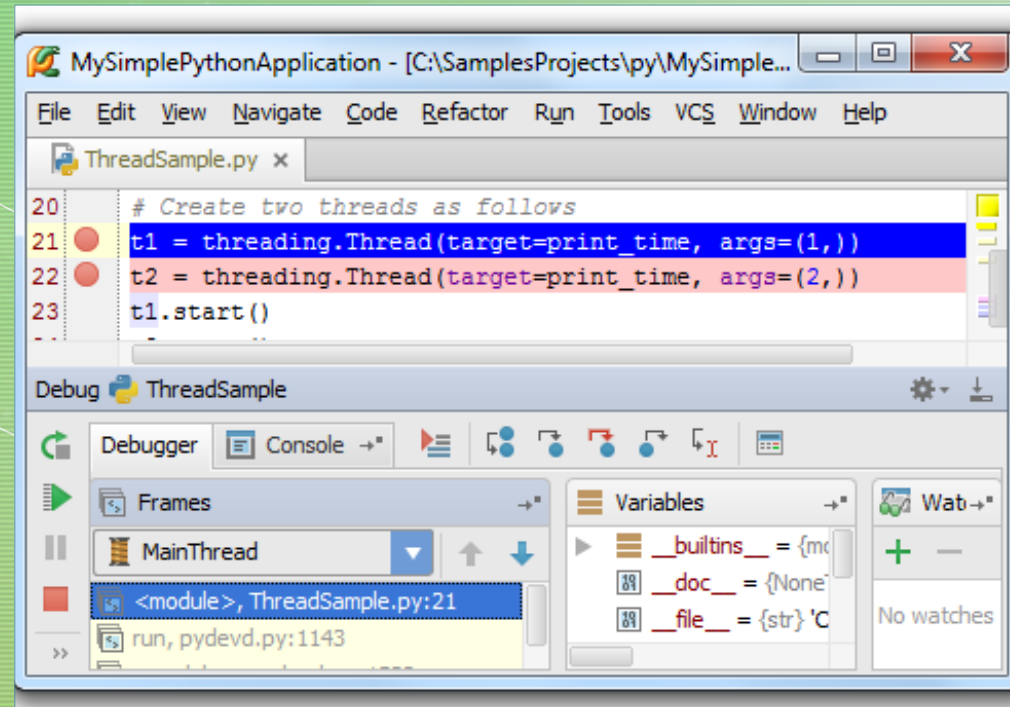 MySimplePythonApplication - [C:\SamplesProjects\py\MySimple...
File Edit View Navigate Code Refactor Run Tools VCS Window Help
ThreadSample.py
20 # Create two threads as follows
21 t1 = threading.Thread(target=print_time, args=(1,))
22 t2 = threading.Thread(target=print_time, args=(2,))
23 t1.start()
Debug ThreadSample
Debugger Console
Frames Variables
MainThread
__builtins__ =
<module>, ThreadSample.py:21
__doc__ =
run, pydevd.py:1143
__file__ = {str}
No watches